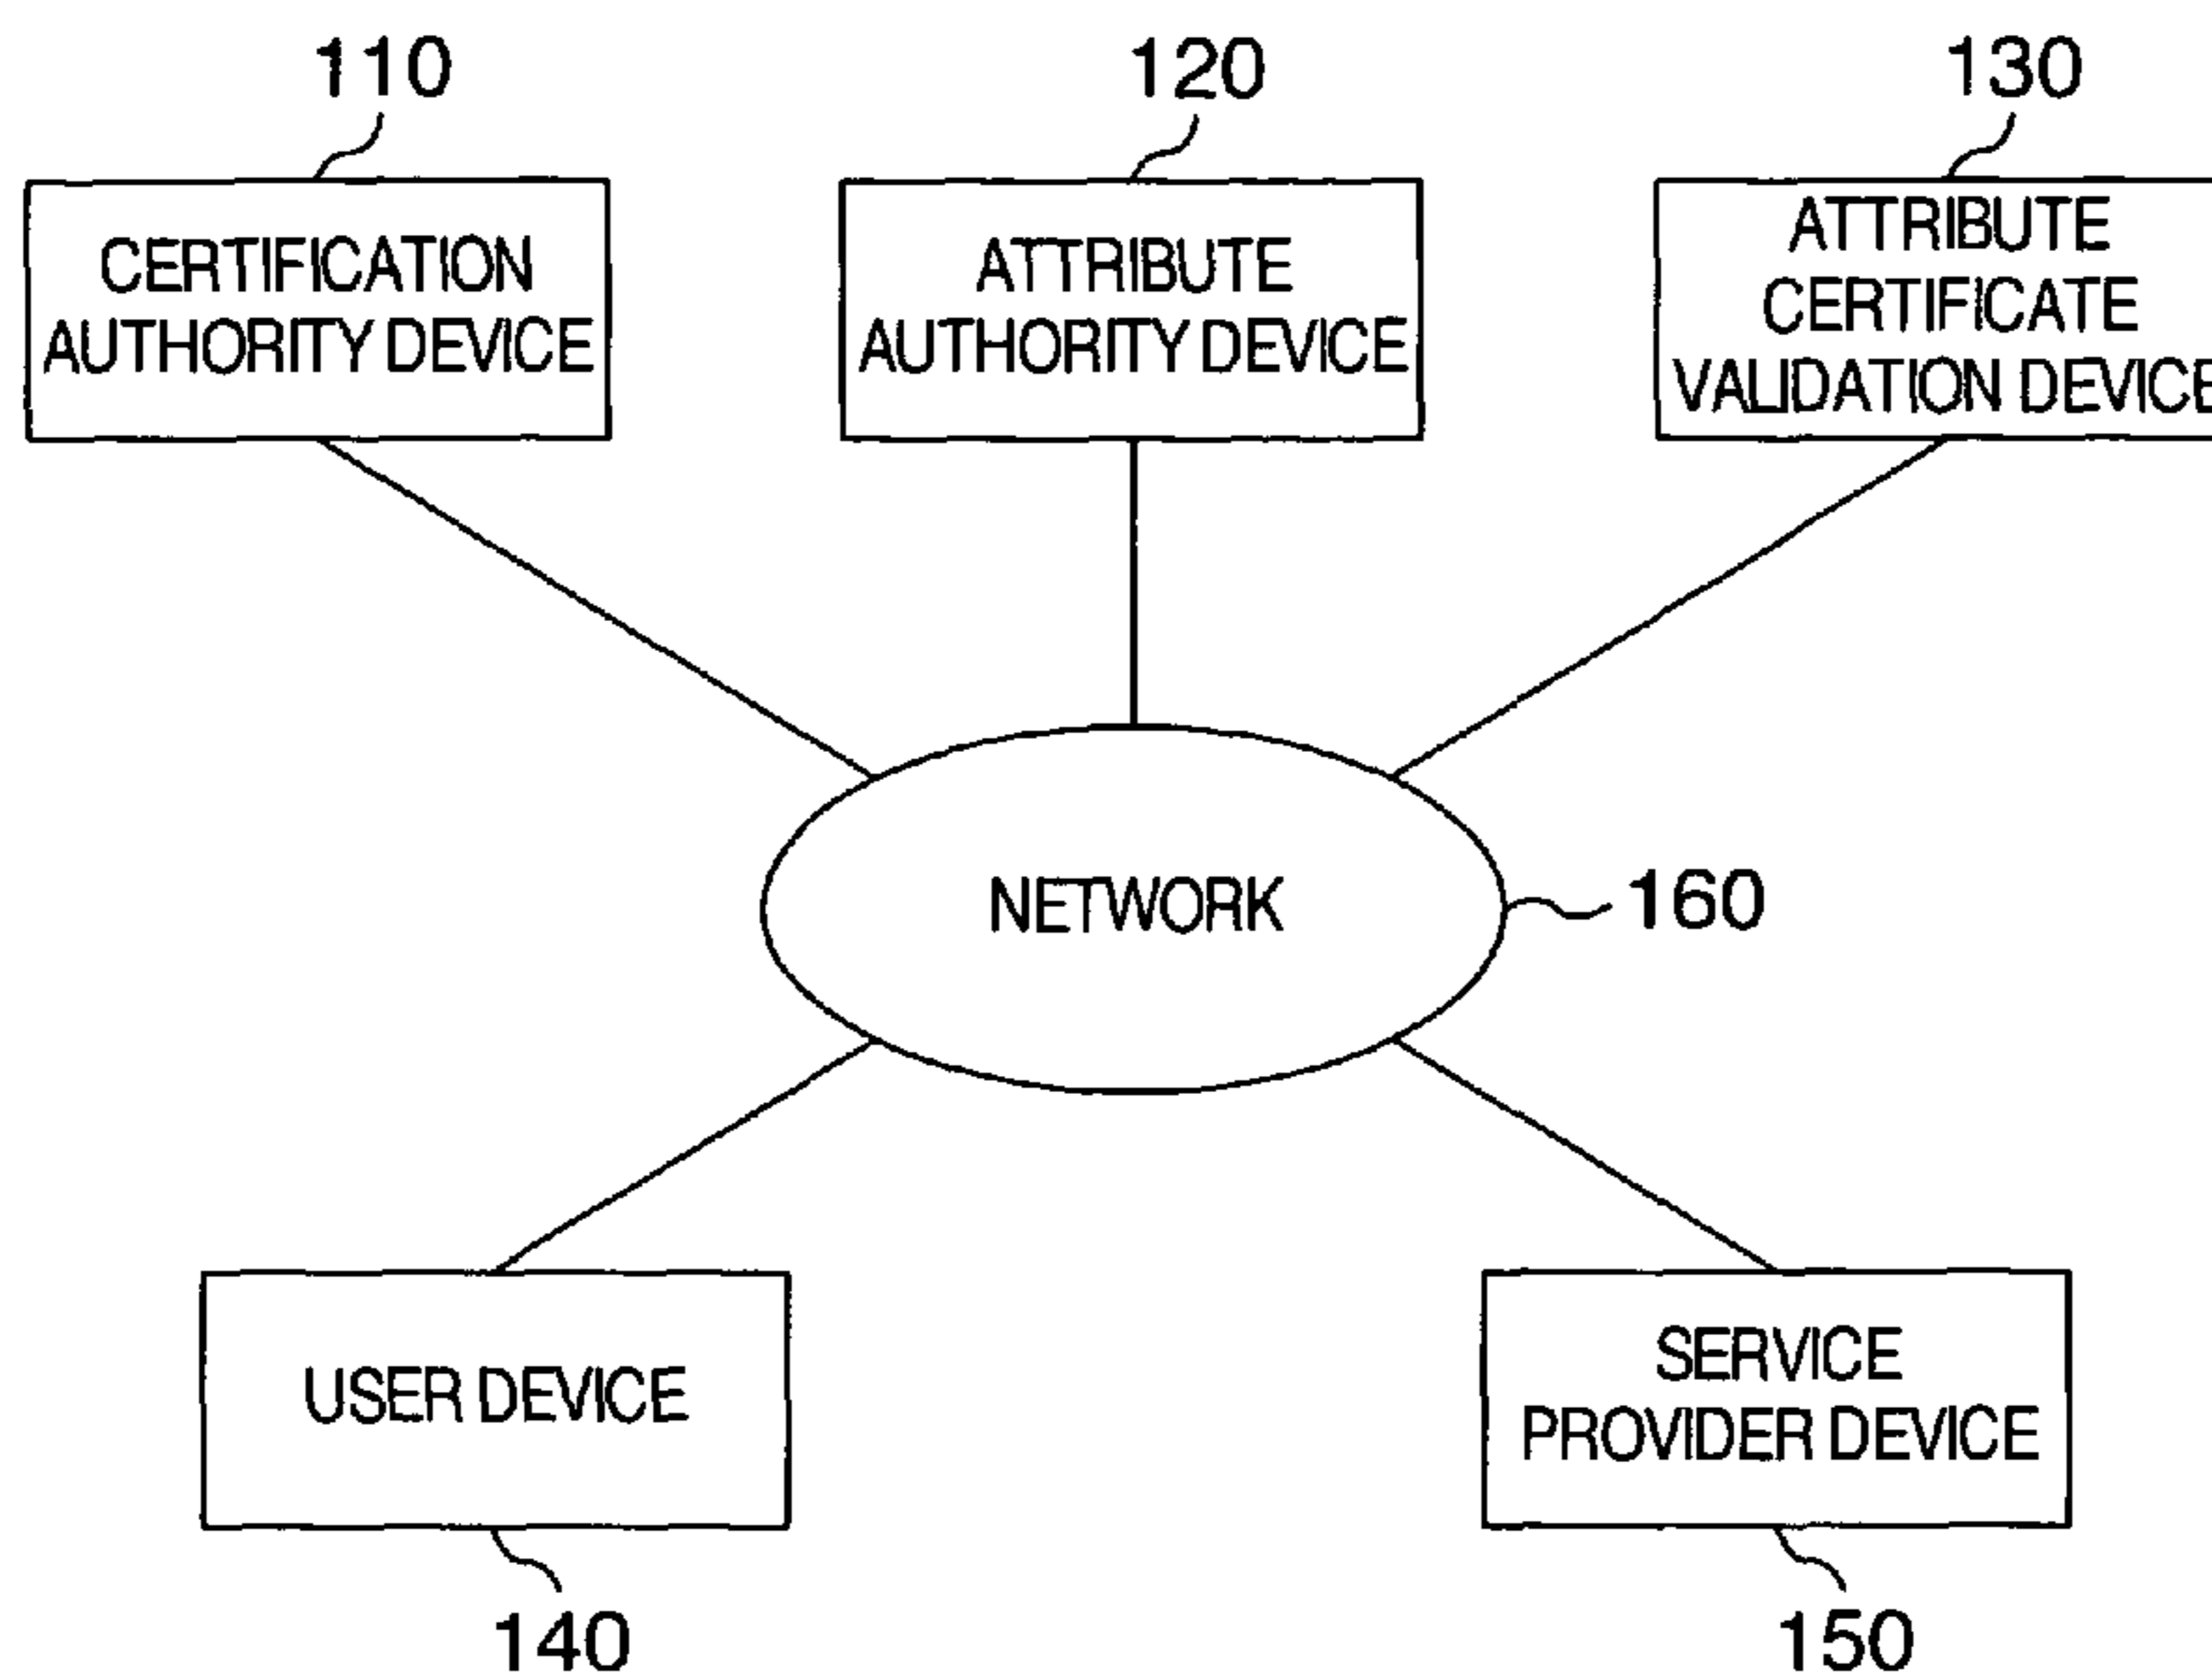 110
120
130
CERTIFICATION
AUTHORITY DEVICE
ATTRIBUTE
AUTHORITY DEVICE
ATTRIBUTE
CERTIFICATE
VALIDATION DEVICE
NETWORK
160
USER DEVICE
SERVICE
PROVIDER DEVICE
140
150